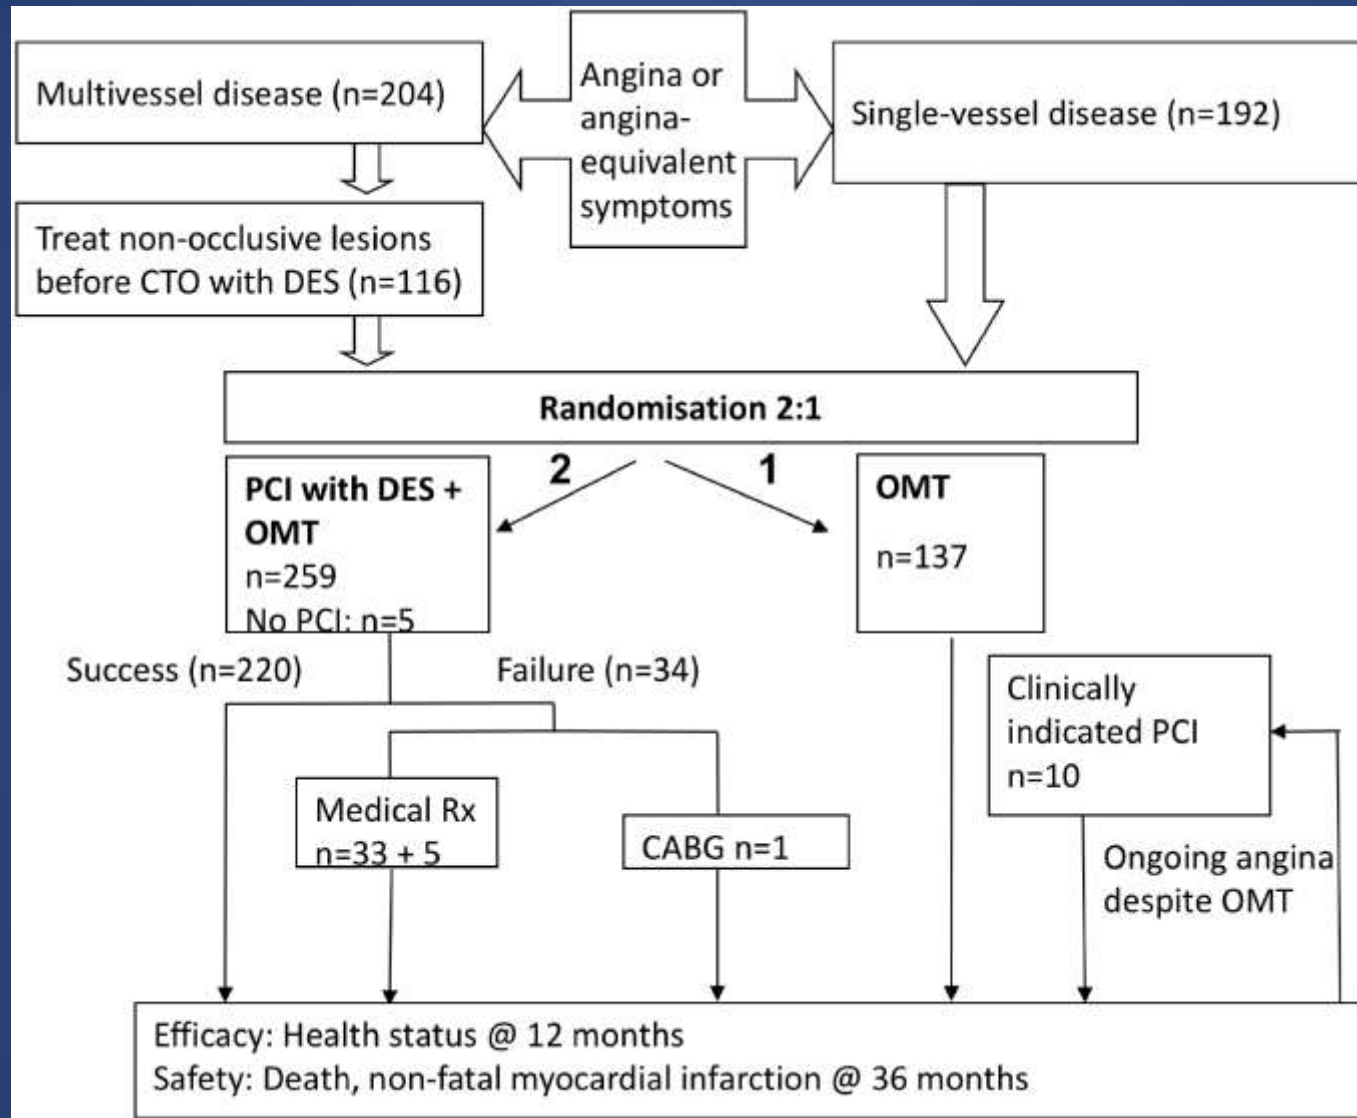 Multivessel disease (n=204)
Angina or
angina-
equivalent
symptoms
Single-vessel disease (n=192)
Treat non-occlusive lesions
before CTO with DES (n=116)
Randomisation 2:1
2
1
PCI with DES +
OMT
n=259
No PCI: n=5
OMT
n=137
Success (n=220)
Failure (n=34)
Clinically
indicated PCI
n=10
Medical Rx
n=33 + 5
CABG n=1
Ongoing angina
despite OMT
Efficacy: Health status @ 12 months
Safety: Death, non-fatal myocardial infarction @ 36 months